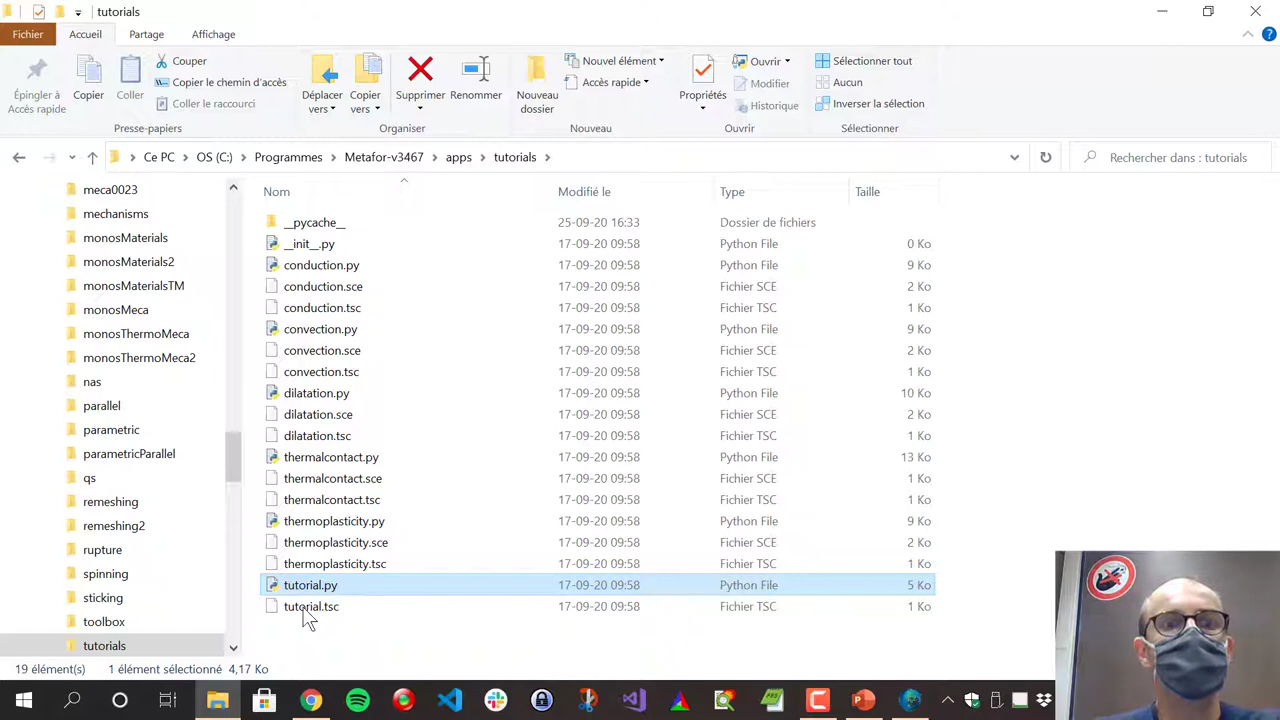 tutorials
Fichier Accueil Partage Affichage
Épingler à Accès rapide
Copier
Coller
Couper
Copier le chemin d'accès
Coller le raccourci
Presse-papiers
Déplacer vers
Copier vers
Supprimer
Renommer
Organiser
Nouveau dossier
Nouvel élément
Accès rapide
Nouveau
Propriétés
Ouvrir
Modifier
Historique
Ouvrir
Sélectionner tout
Aucun
Inverser la sélection
Sélectionner
Ce PC > OS (C:) > Programmes > Metafor-v3467 > apps > tutorials >
Rechercher dans : tutorials
meca0023
mechanisms
monosMaterials
monosMaterials2
monosMaterialsTM
monosMeca
monosThermoMeca
monosThermoMeca2
nas
parallel
parametric
parametricParallel
qs
remeshing
remeshing2
rupture
spinning
sticking
toolbox
tutorials
Nom Modifié le Type Taille
__pycache__ 25-09-20 16:33 Dossier de fichiers
__init__.py 17-09-20 09:58 Python File 0 Ko
conduction.py 17-09-20 09:58 Python File 9 Ko
conduction.sce 17-09-20 09:58 Fichier SCE 2 Ko
conduction.tsc 17-09-20 09:58 Fichier TSC 1 Ko
convection.py 17-09-20 09:58 Python File 9 Ko
convection.sce 17-09-20 09:58 Fichier SCE 2 Ko
convection.tsc 17-09-20 09:58 Fichier TSC 1 Ko
dilatation.py 17-09-20 09:58 Python File 10 Ko
dilatation.sce 17-09-20 09:58 Fichier SCE 2 Ko
dilatation.tsc 17-09-20 09:58 Fichier TSC 1 Ko
thermalcontact.py 17-09-20 09:58 Python File 13 Ko
thermalcontact.sce 17-09-20 09:58 Fichier SCE 1 Ko
thermalcontact.tsc 17-09-20 09:58 Fichier TSC 1 Ko
thermoplasticity.py 17-09-20 09:58 Python File 9 Ko
thermoplasticity.sce 17-09-20 09:58 Fichier SCE 2 Ko
thermoplasticity.tsc 17-09-20 09:58 Fichier TSC 1 Ko
tutorial.py 17-09-20 09:58 Python File 5 Ko
tutorial.tsc 17-09-20 09:58 Fichier TSC 1 Ko
19 élément(s) 1 élément sélectionné 4,17 Ko